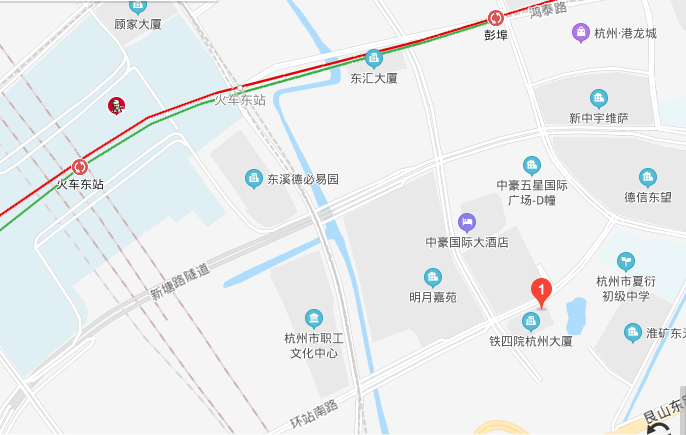 顾家大厦
鸿泰路
彭埠
杭州·港龙城
东汇大厦
火车东站
新中宇维萨
火车东站
东溪德必易园
中豪五星国际
广场-D幢
德信东望
中豪国际大酒店
新塘路隧道
明月嘉苑
杭州市夏衍
初级中学
1
杭州市职工
文化中心
铁四院杭州大厦
淮矿东
环站南路
艮山东